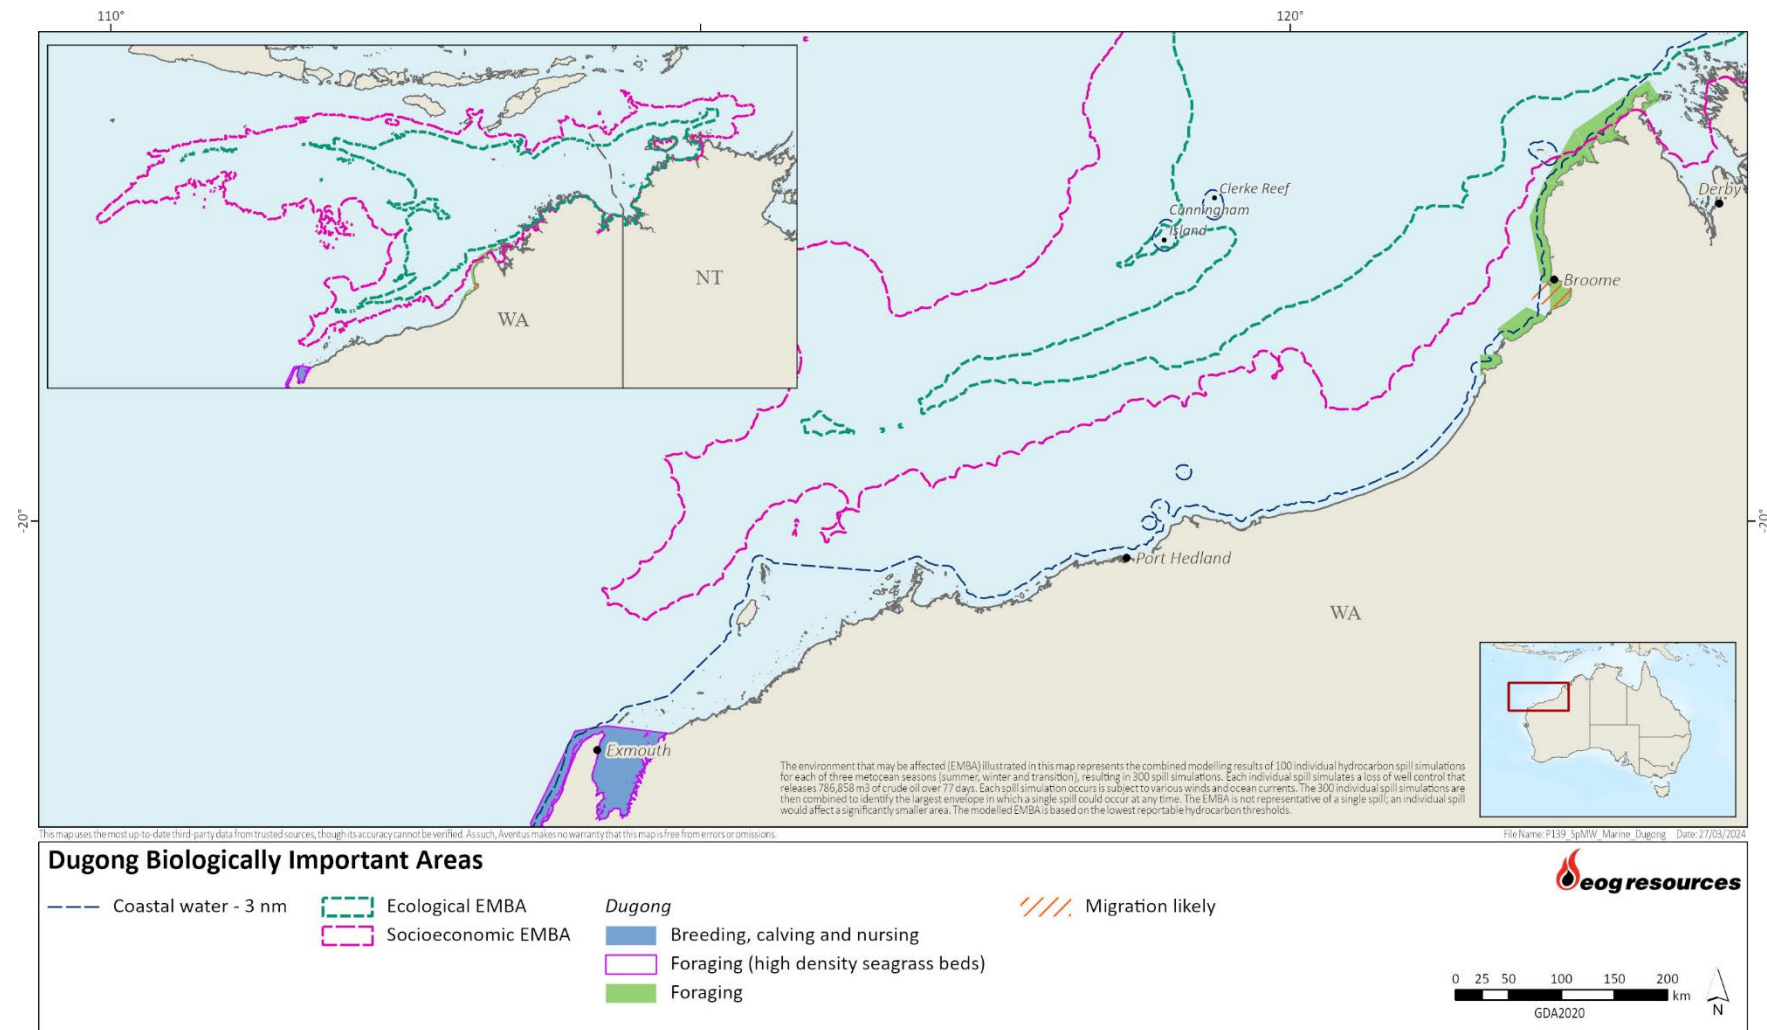 110°
120°
Clerke Reef
Cunningham
Island
Derby
NT
Broome
WA
-20°
-20°
Port Hedland
WA
Exmouth
The environment that may be affected (EMBA) illustrated in this map represents the combined modelling results of 100 individual hydrocarbon spill simulations
for each of three metocean seasons (summer, winter and transition), resulting in 300 spill simulations. Each individual spill simulates a loss of well control that
releases 786,858 m3 of crude oil over 77 days. Each spill simulation occurs is subject to various winds and ocean currents. The 300 individual spill simulations are
then combined to identify the largest envelope in which a single spill could occur at any time. The EMBA is not representative of a single spill; an individual spill
would affect a significantly smaller area. The modelled EMBA is based on the lowest reportable hydrocarbon thresholds.
This map uses the most up-to-date third-party data from trusted sources, though its accuracy cannot be verified. As such, Aventus makes no warranty that this map is free from errors or omissions.
File Name: P139_SpMW_Marine_Dugong Date: 27/03/2024
Dugong Biologically Important Areas
eog resources
Coastal water - 3 nm
Ecological EMBA
Socioeconomic EMBA
Dugong
Breeding, calving and nursing
Foraging (high density seagrass beds)
Foraging
Migration likely
0 25 50 100 150 200
km
GDA2020
N